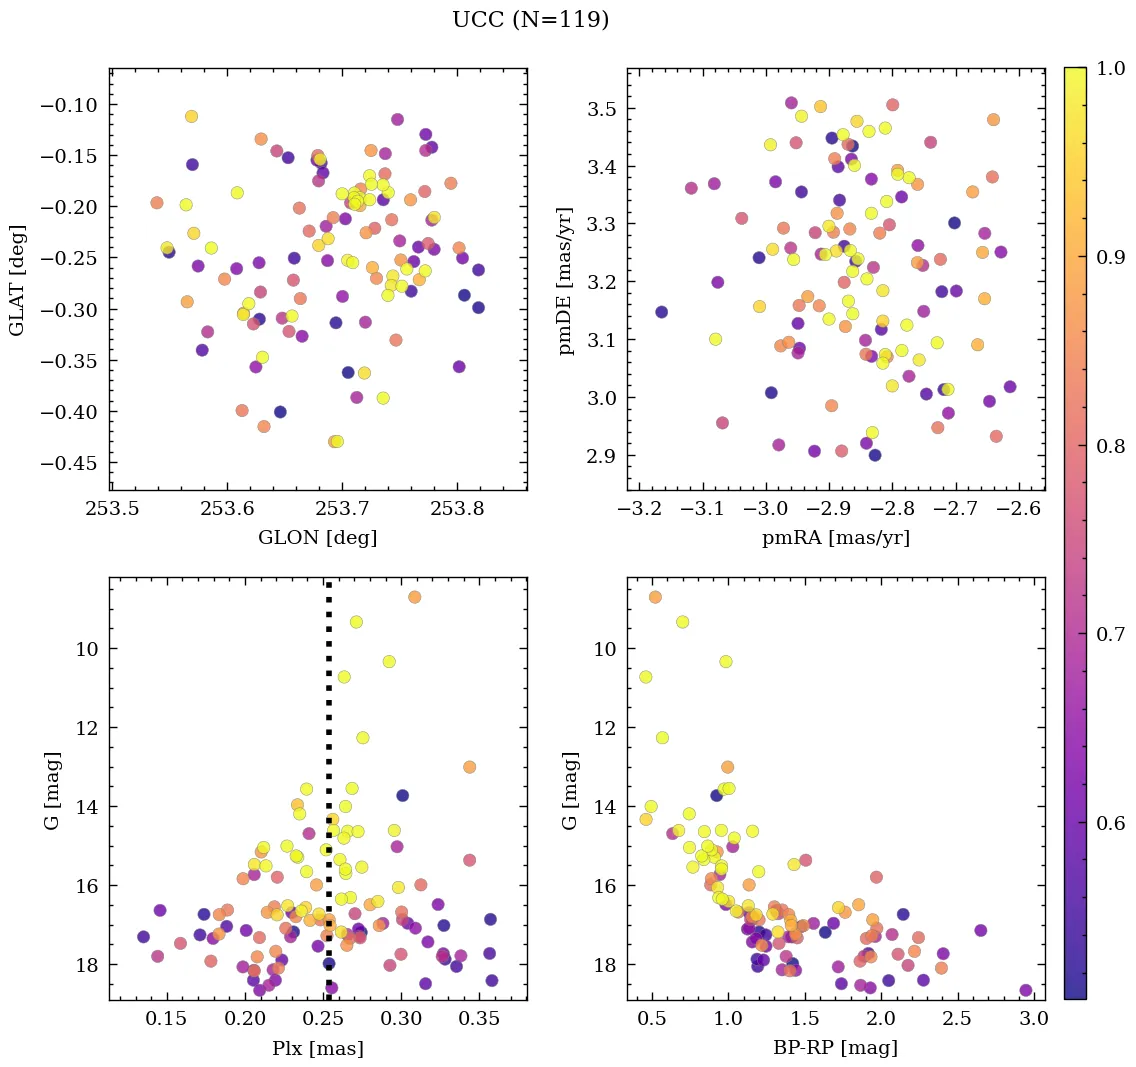 UCC (N=119)
−0.10
−0.15
−0.20
−0.25
−0.30
−0.35
−0.40
−0.45
GLAT [deg]
253.5 253.6 253.7 253.8
GLON [deg]
3.5
3.4
3.3
3.2
3.1
3.0
2.9
pmDE [mas/yr]
−3.2 −3.1 −3.0 −2.9 −2.8 −2.7 −2.6
pmRA [mas/yr]
1.0
0.9
0.8
0.7
0.6
10
12
14
16
18
G [mag]
0.15 0.20 0.25 0.30 0.35
Plx [mas]
10
12
14
16
18
G [mag]
0.5 1.0 1.5 2.0 2.5 3.0
BP-RP [mag]